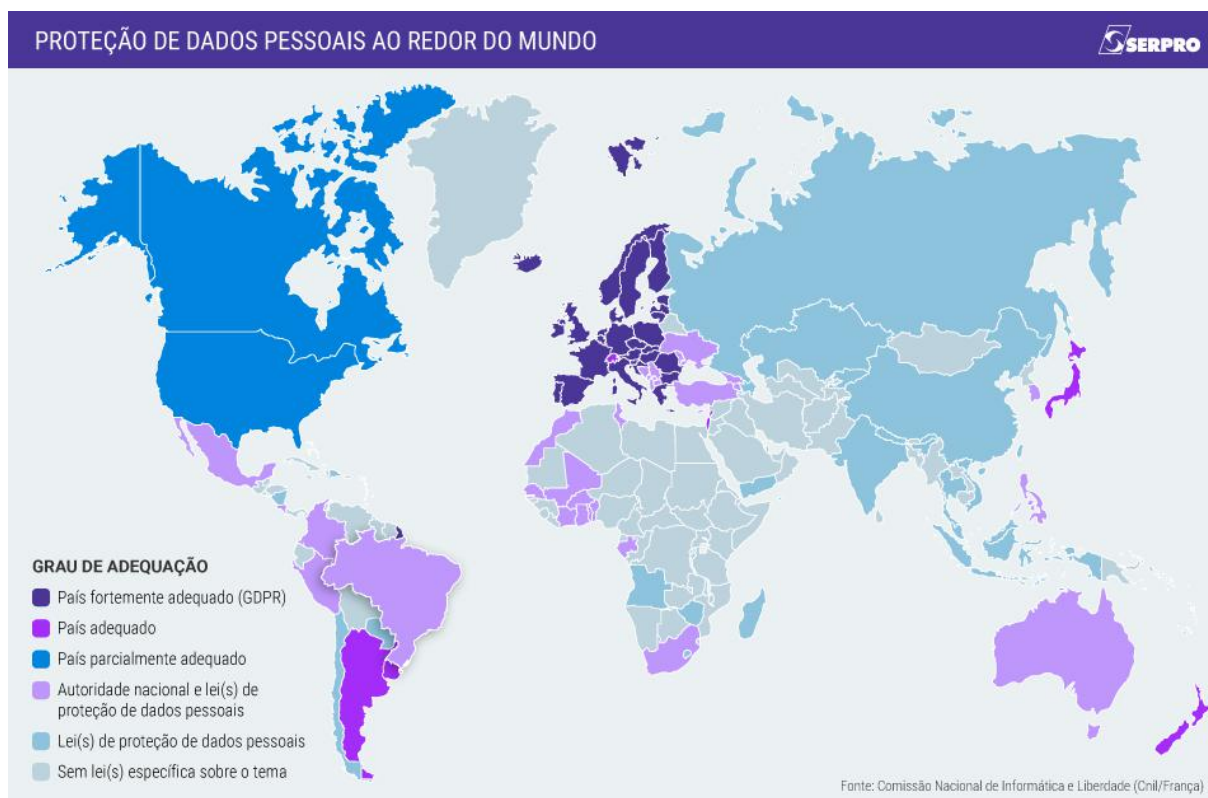 PROTEÇÃO DE DADOS PESSOAIS AO REDOR DO MUNDO
SERPRO
GRAU DE ADEQUAÇÃO
País fortemente adequado (GDPR)
País adequado
País parcialmente adequado
Autoridade nacional e lei(s) de
proteção de dados pessoais
Lei(s) de proteção de dados pessoais
Sem lei(s) específica sobre o tema
Fonte: Comissão Nacional de Informática e Liberdade (Cnil/França)